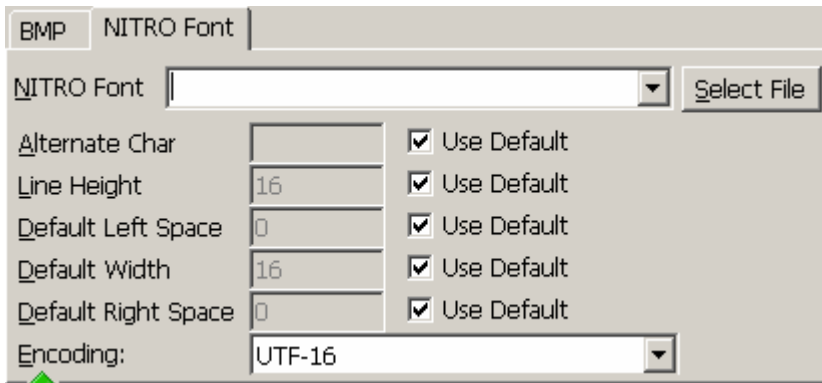 BMP NITRO Font
NITRO Font Select File
Alternate Char Use Default
Line Height 16 Use Default
Default Left Space 0 Use Default
Default Width 16 Use Default
Default Right Space 0 Use Default
Encoding: UTF-16